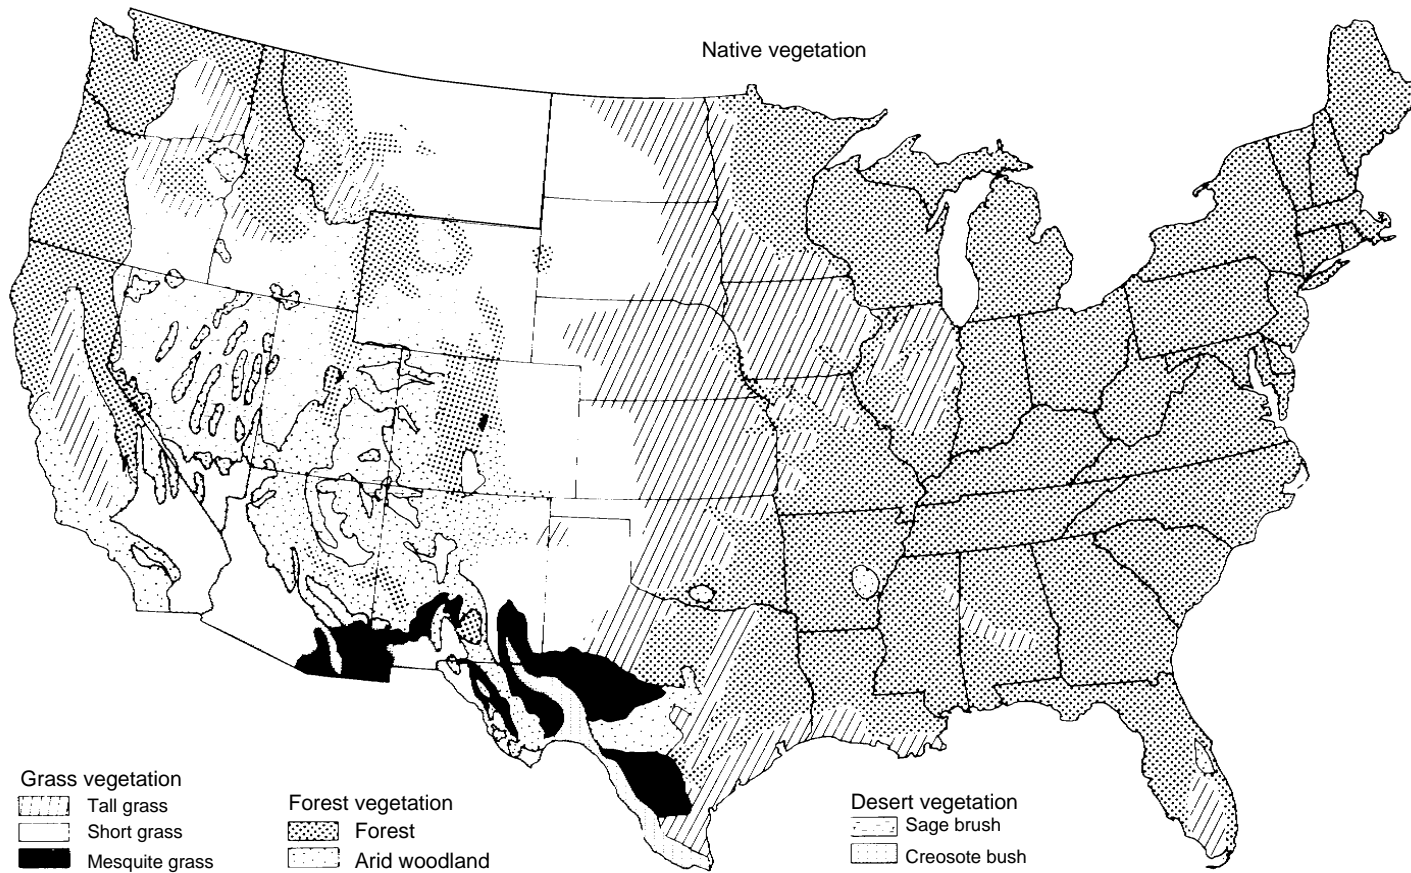 Native vegetation
Grass vegetation
Tall grass
Short grass
Mesquite grass
Forest vegetation
Forest
Arid woodland
Desert vegetation
Sage brush
Creosote bush